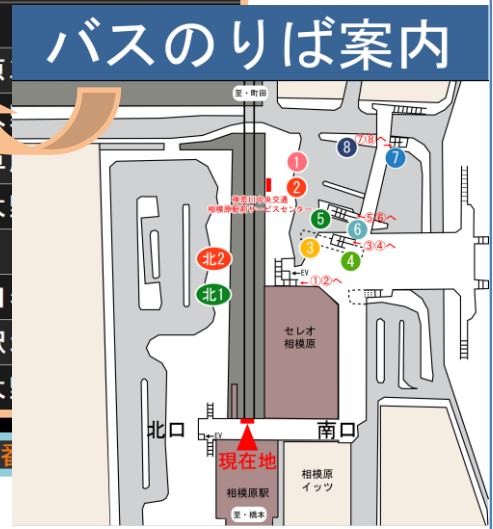 バスのりば案内
至・町田
8
⑦⑧へ
7
1
2
神奈川中央交通
相模原駅前サービスセンター
5
⑤⑥へ
6
3
③④へ
4
北2
EV
①②へ
北1
セレオ
相模原
北口
南口
EV
現在地
相模原駅
相模原
イッツ
至・橋本